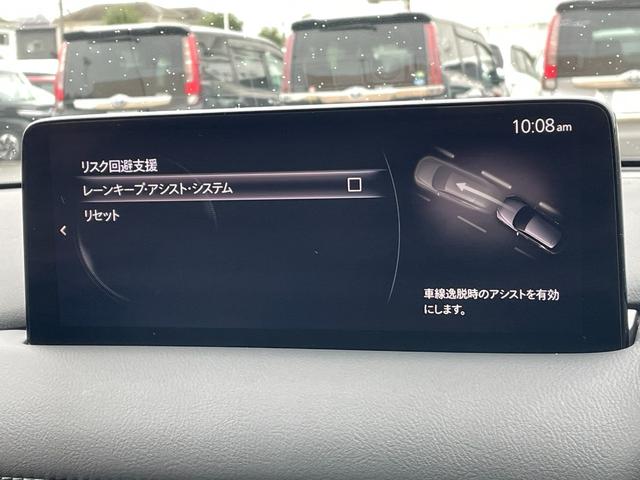 10:08am
リスク回避支援
レーンキープ・アシスト・システム
リセット
車線逸脱時のアシストを有効
にします。